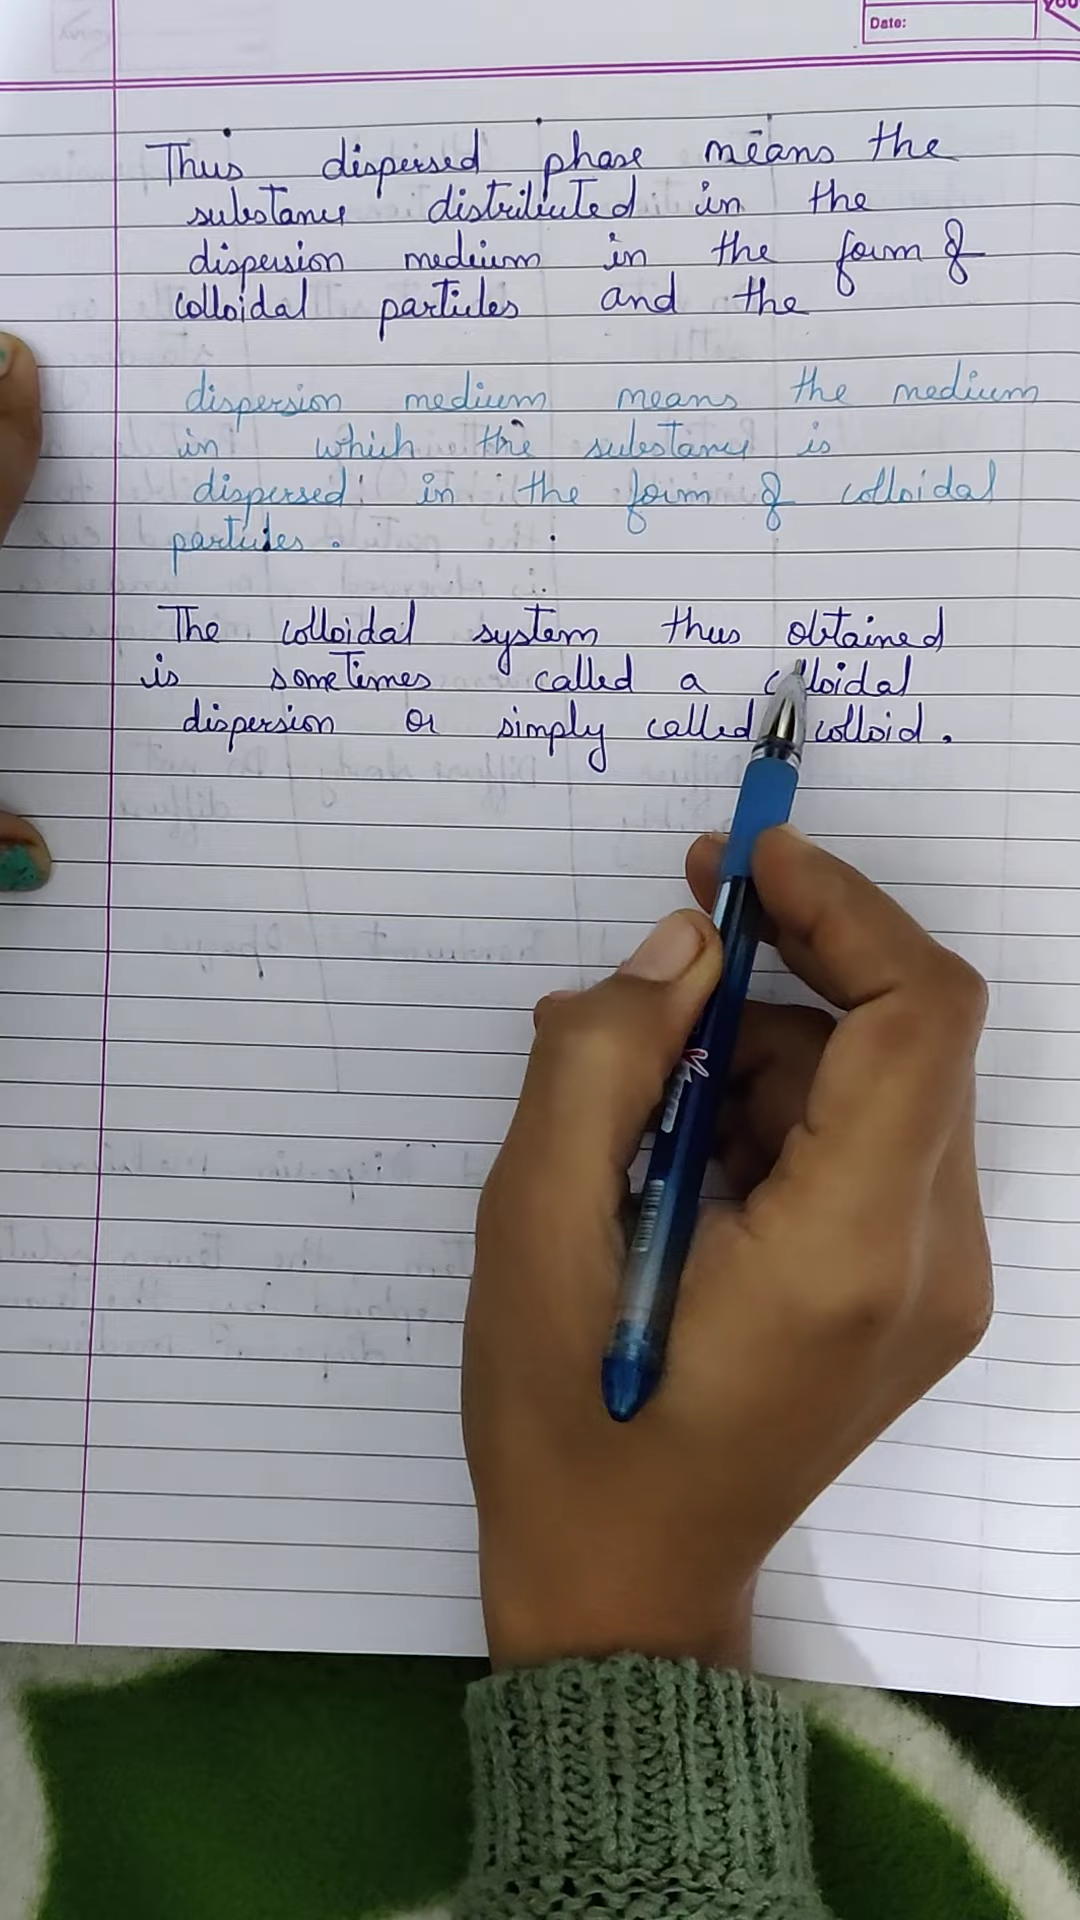 Date:
Thus dispersed phase means the
substance distributed in the
dispersion medium in the form of
colloidal particles and the
dispersion medium means the medium
in which the substance is
dispersed in the form of colloidal
particles.
The colloidal system thus obtained
is sometimes called a colloidal
dispersion or simply called colloid.